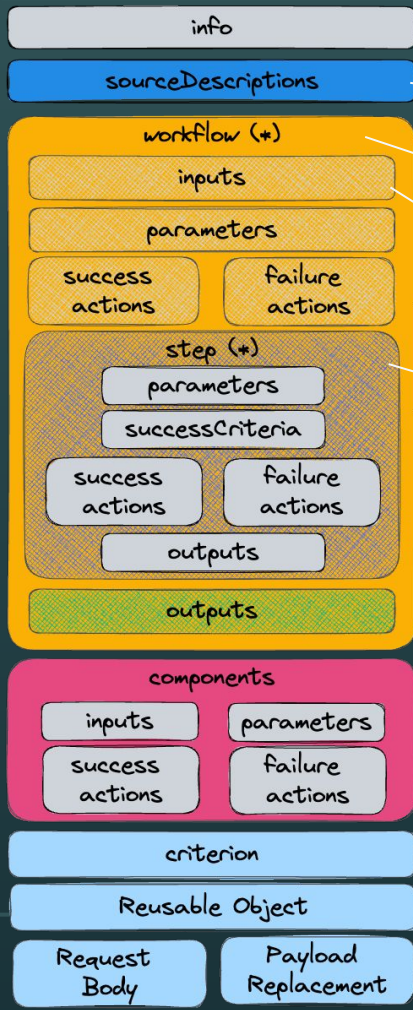 info
sourceDescriptions
workflow (*)
inputs
parameters
success
actions
failure
actions
step (*)
parameters
successCriteria
success
actions
failure
actions
outputs
outputs
components
inputs
parameters
success
actions
failure
actions
criterion
Reusable Object
Request
Body
Payload
Replacement